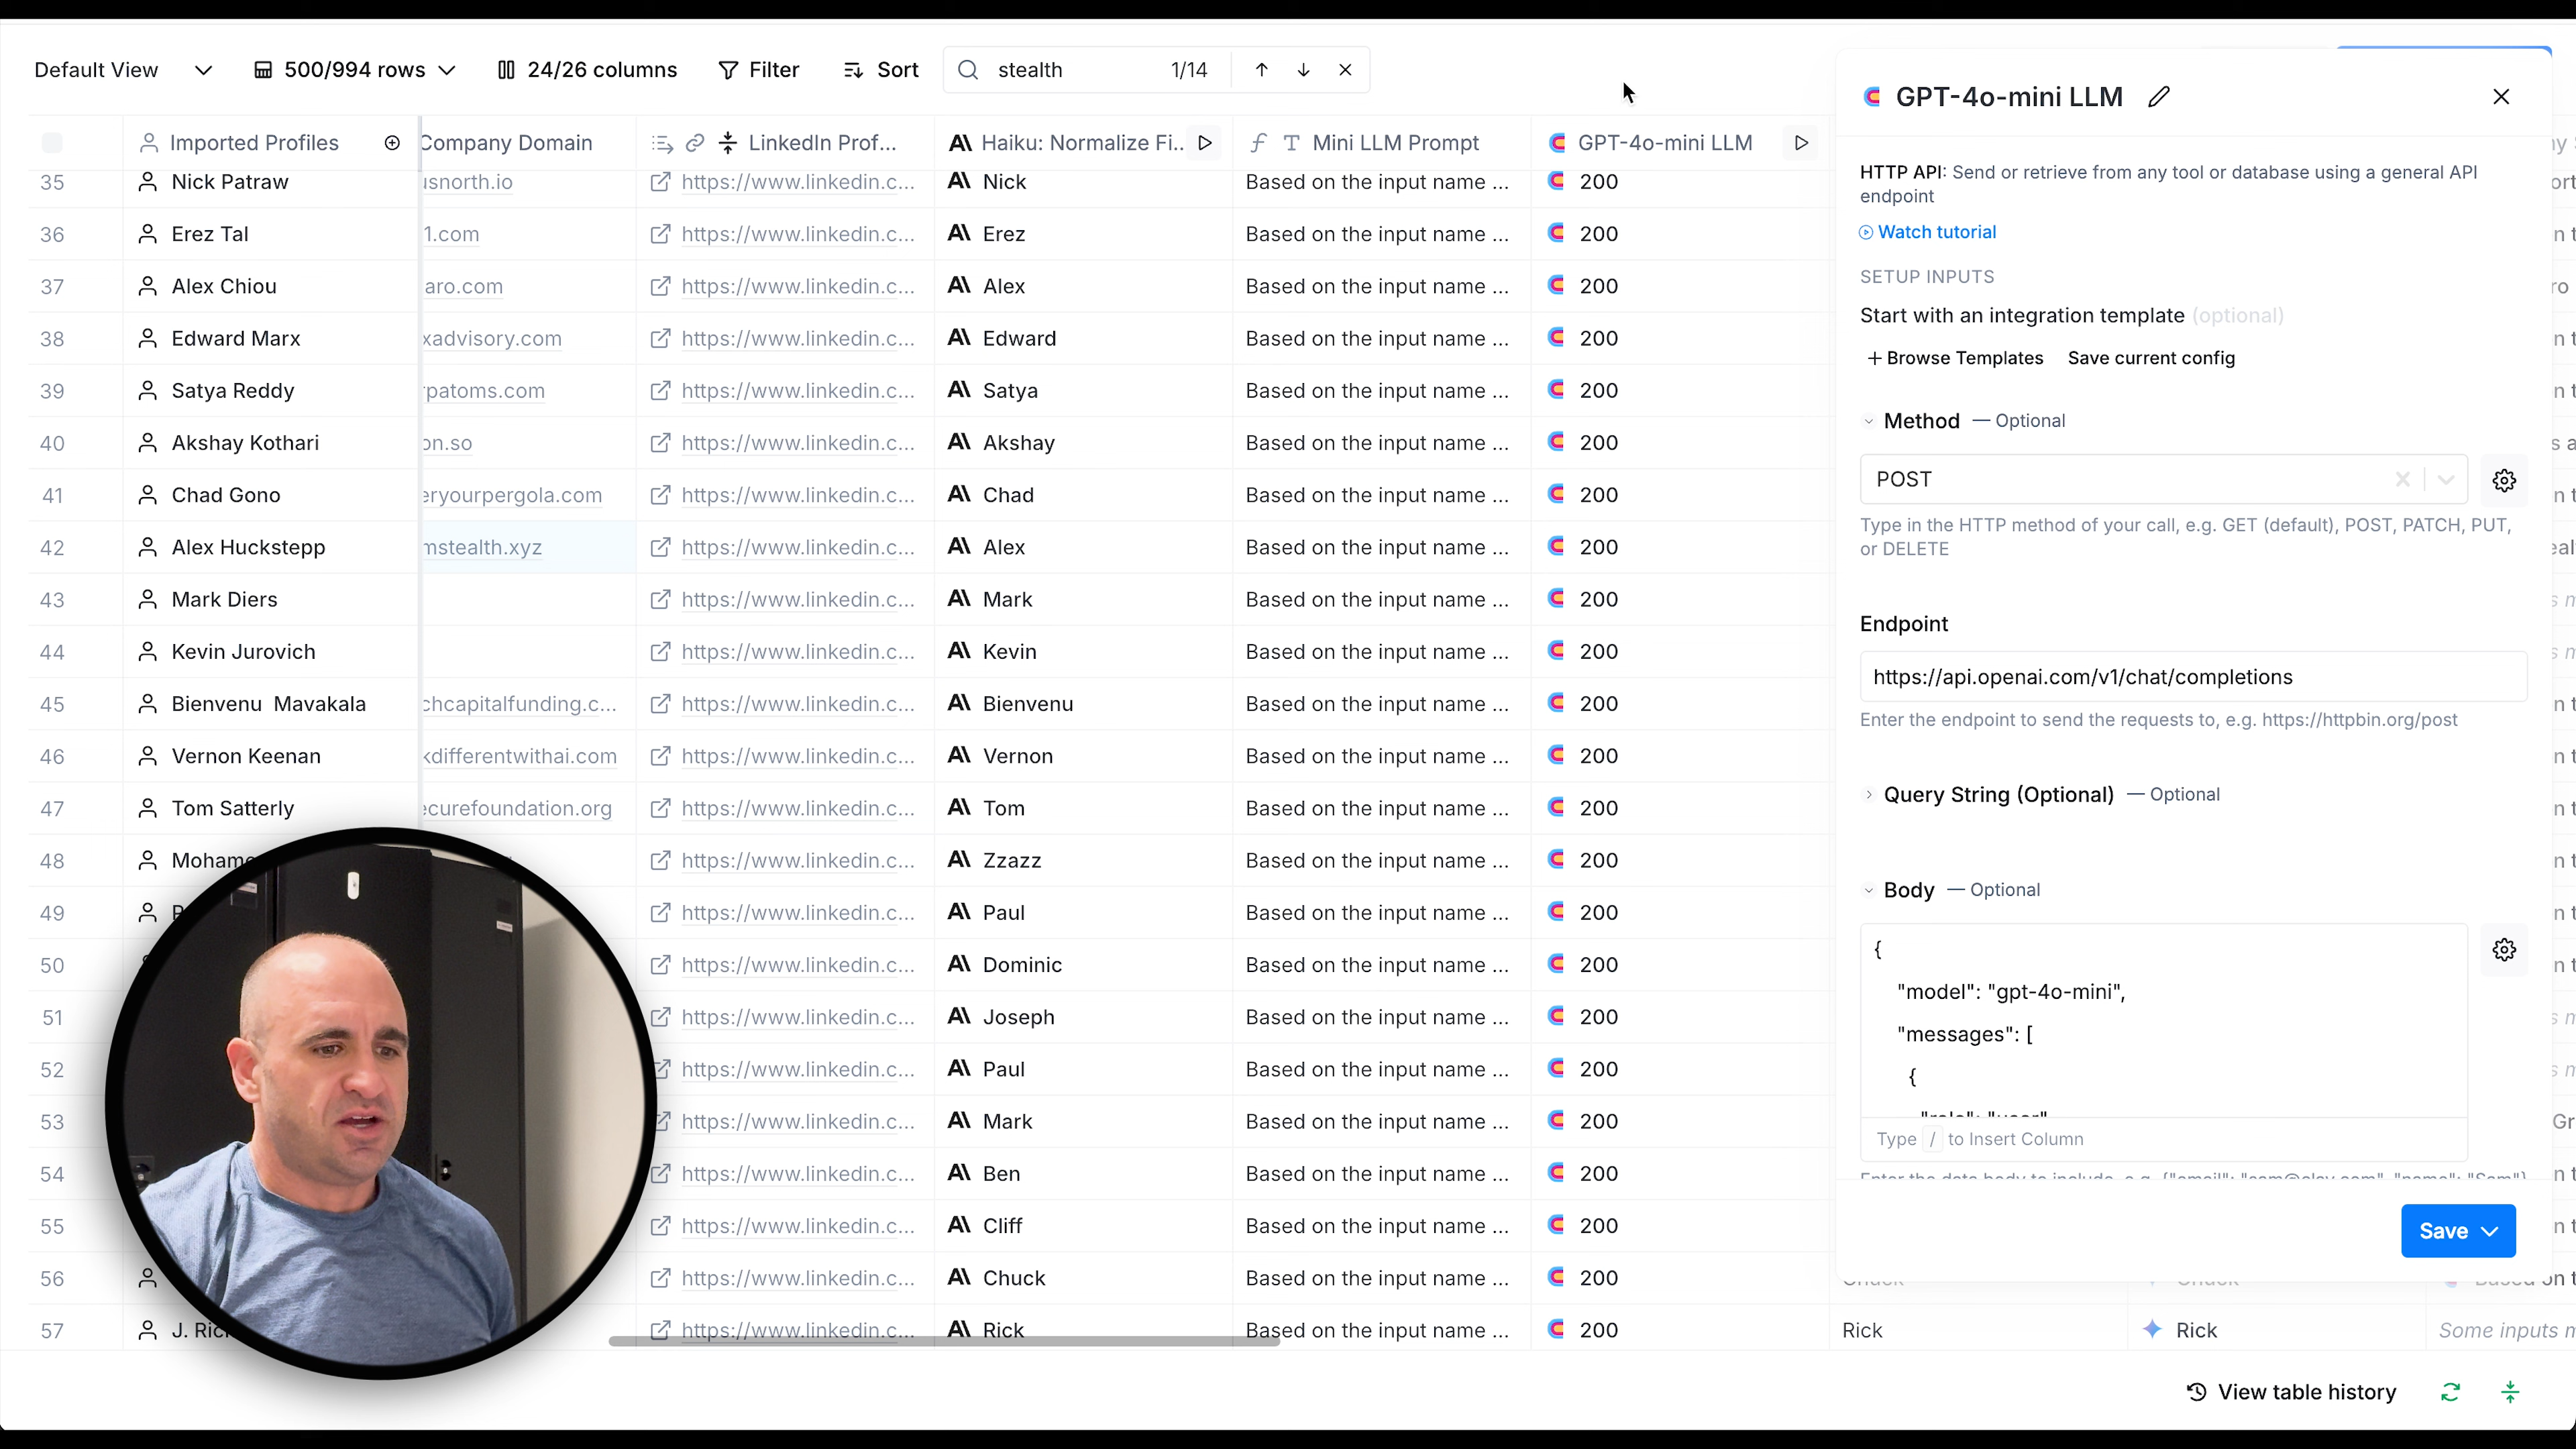 Default View 500/994 rows 24/26 columns Filter Sort stealth 1/14
Imported Profiles Company Domain LinkedIn Prof... Haiku: Normalize Fi.. Mini LLM Prompt GPT-4o-mini LLM
35 Nick Patraw usnorth.io https://www.linkedin.c... Nick Based on the input name ... 200
36 Erez Tal 1.com https://www.linkedin.c... Erez Based on the input name ... 200
37 Alex Chiou aro.com https://www.linkedin.c... Alex Based on the input name ... 200
38 Edward Marx xadvisory.com https://www.linkedin.c... Edward Based on the input name ... 200
39 Satya Reddy rpatoms.com https://www.linkedin.c... Satya Based on the input name ... 200
40 Akshay Kothari on.so https://www.linkedin.c... Akshay Based on the input name ... 200
41 Chad Gono eryourpergola.com https://www.linkedin.c... Chad Based on the input name ... 200
42 Alex Huckstepp mstealth.xyz https://www.linkedin.c... Alex Based on the input name ... 200
43 Mark Diers https://www.linkedin.c... Mark Based on the input name ... 200
44 Kevin Jurovich https://www.linkedin.c... Kevin Based on the input name ... 200
45 Bienvenu Mavakala chcapitalfunding.c... https://www.linkedin.c... Bienvenu Based on the input name ... 200
46 Vernon Keenan kdifferentwithai.com https://www.linkedin.c... Vernon Based on the input name ... 200
47 Tom Satterly ecurefoundation.org https://www.linkedin.c... Tom Based on the input name ... 200
48 https://www.linkedin.c... Zzazz Based on the input name ... 200
49 https://www.linkedin.c... Paul Based on the input name ... 200
50 https://www.linkedin.c... Dominic Based on the input name ... 200
51 https://www.linkedin.c... Joseph Based on the input name ... 200
52 https://www.linkedin.c... Paul Based on the input name ... 200
53 https://www.linkedin.c... Mark Based on the input name ... 200
54 https://www.linkedin.c... Ben Based on the input name ... 200
55 https://www.linkedin.c... Cliff Based on the input name ... 200
56 https://www.linkedin.c... Chuck Based on the input name ... 200
57 J. https://www.linkedin.c... Rick Based on the input name ... 200 Rick Rick Some inputs
GPT-4o-mini LLM
HTTP API: Send or retrieve from any tool or database using a general API
endpoint
Watch tutorial
SETUP INPUTS
Start with an integration template (optional)
+ Browse Templates Save current config
Method — Optional
POST
Type in the HTTP method of your call, e.g. GET (default), POST, PATCH, PUT,
or DELETE
Endpoint
https://api.openai.com/v1/chat/completions
Enter the endpoint to send the requests to, e.g. https://httpbin.org/post
Query String (Optional) — Optional
Body — Optional
{
"model": "gpt-4o-mini",
"messages": [
{
"role": "user"
Type / to Insert Column
Save
View table history